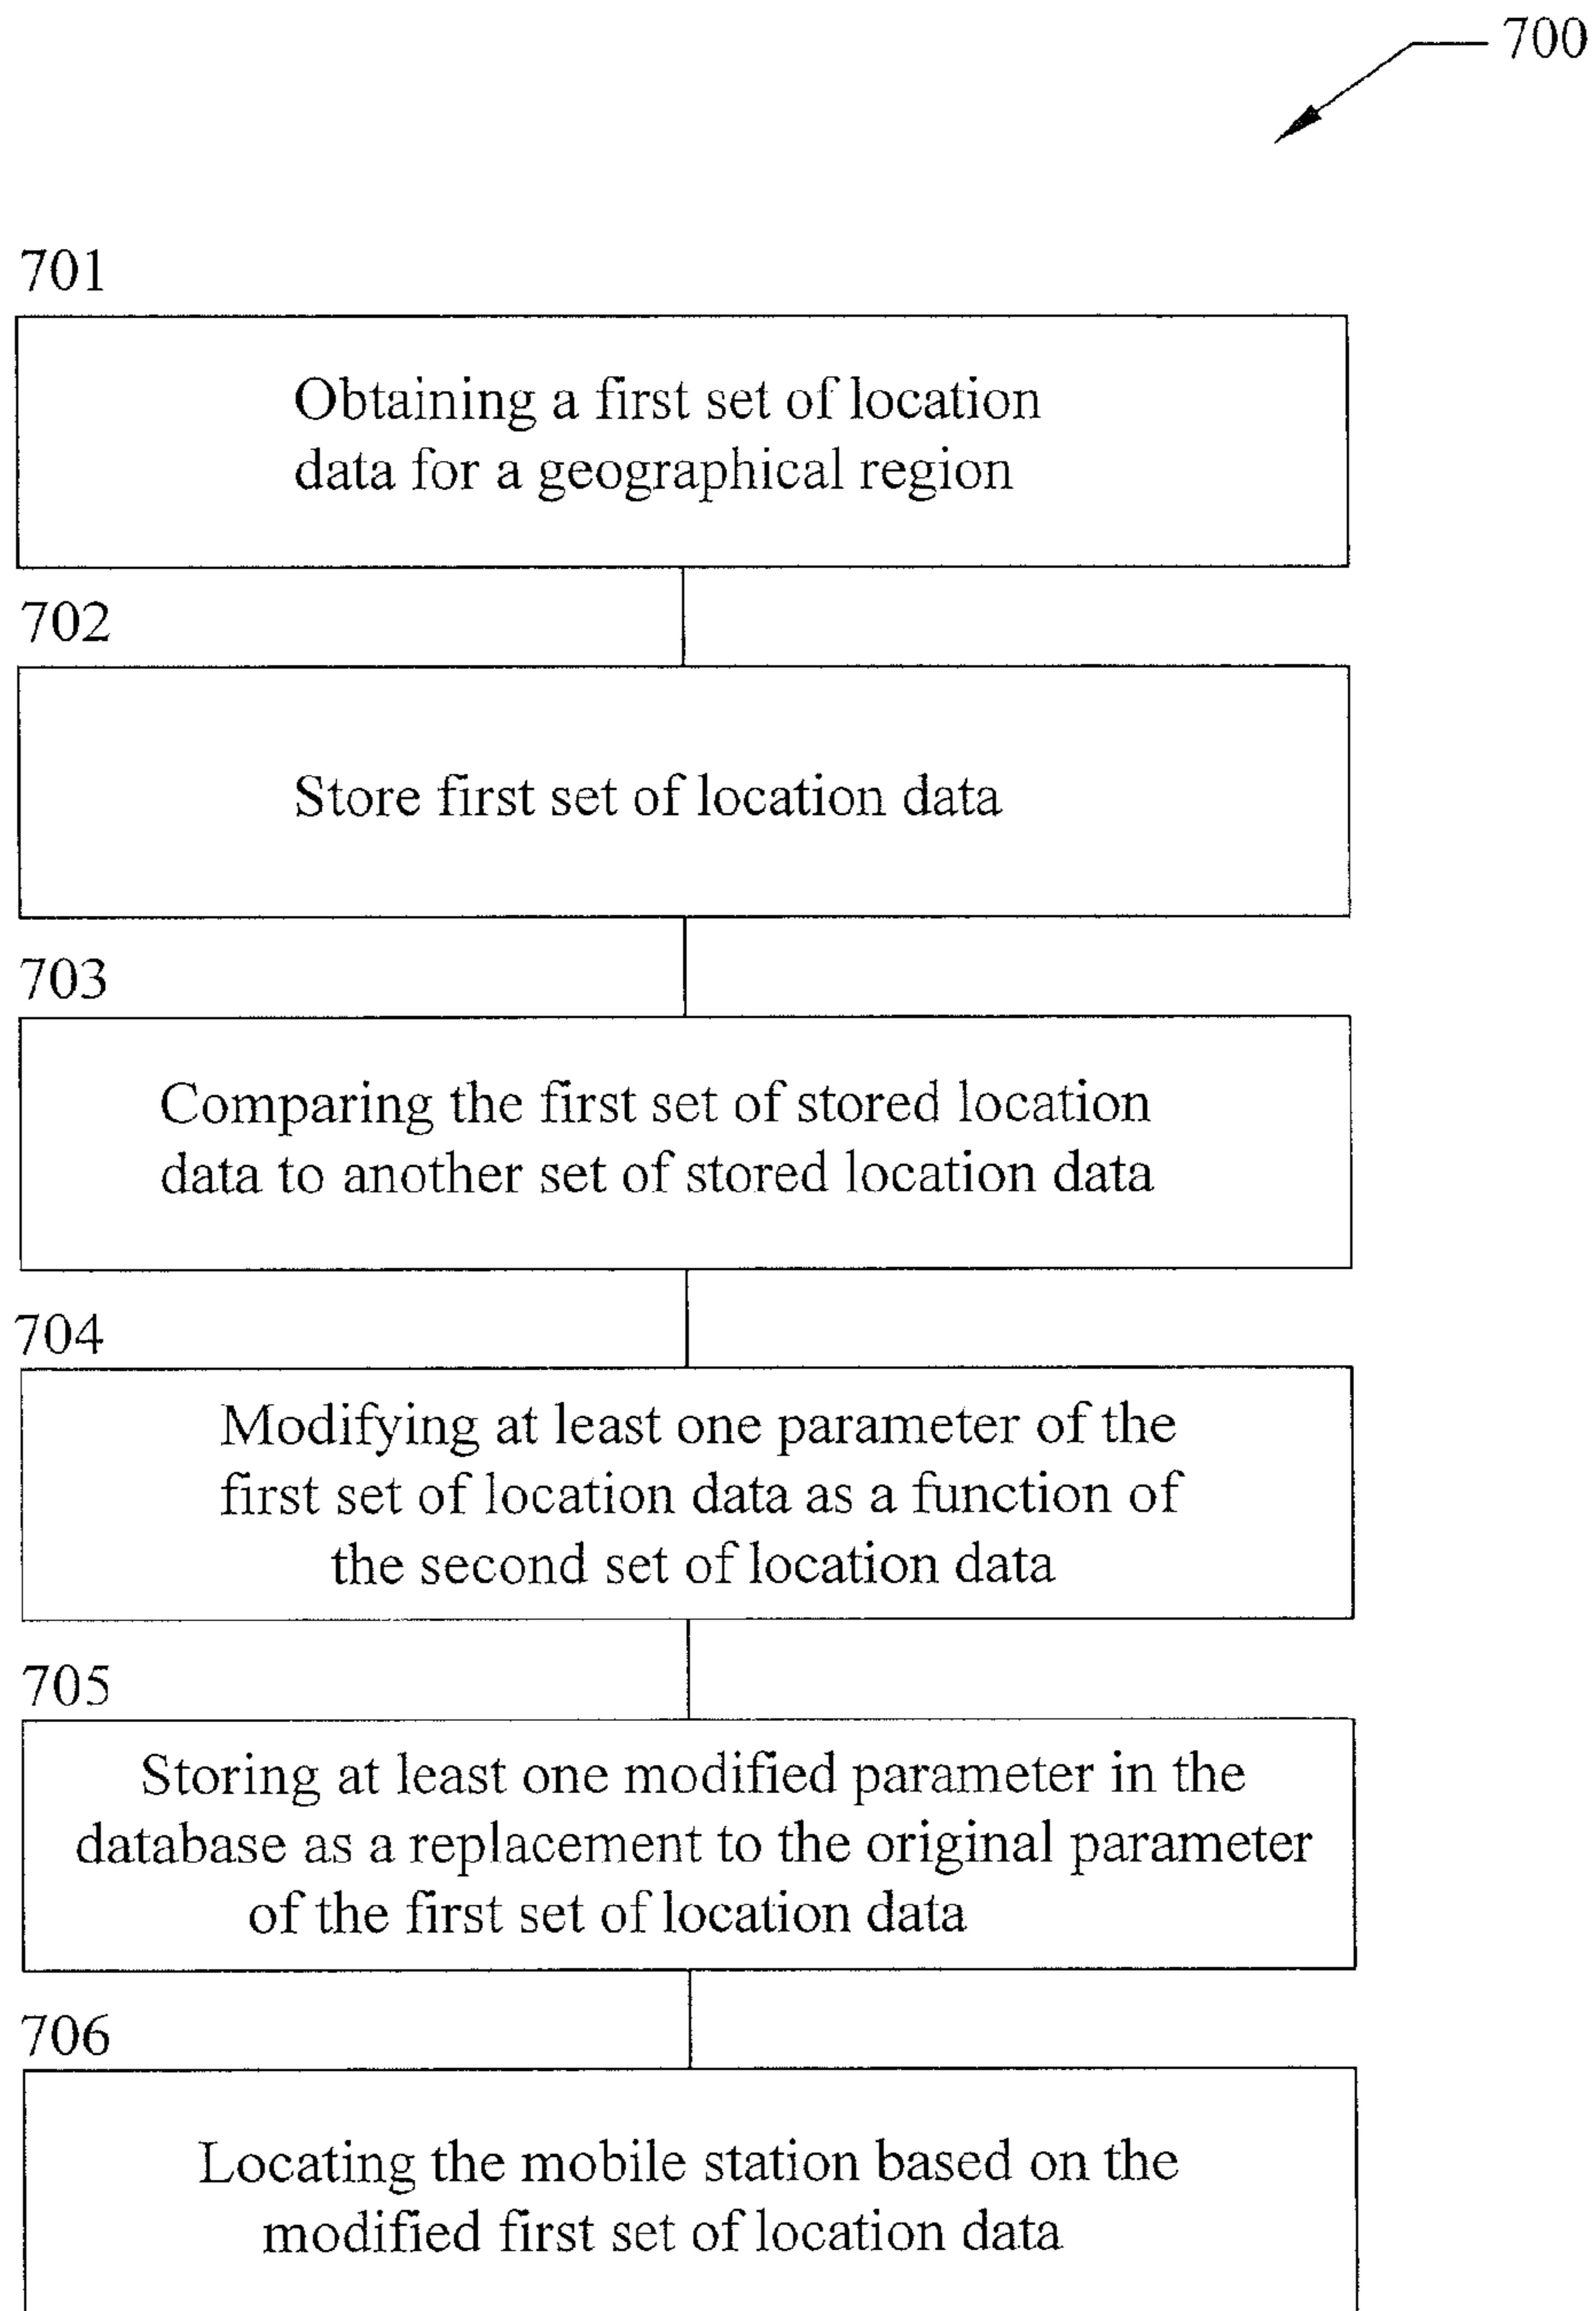 700
701
Obtaining a first set of location
data for a geographical region
702
Store first set of location data
703
Comparing the first set of stored location
data to another set of stored location data
704
Modifying at least one parameter of the
first set of location data as a function of
the second set of location data
705
Storing at least one modified parameter in the
database as a replacement to the original parameter
of the first set of location data
706
Locating the mobile station based on the
modified first set of location data